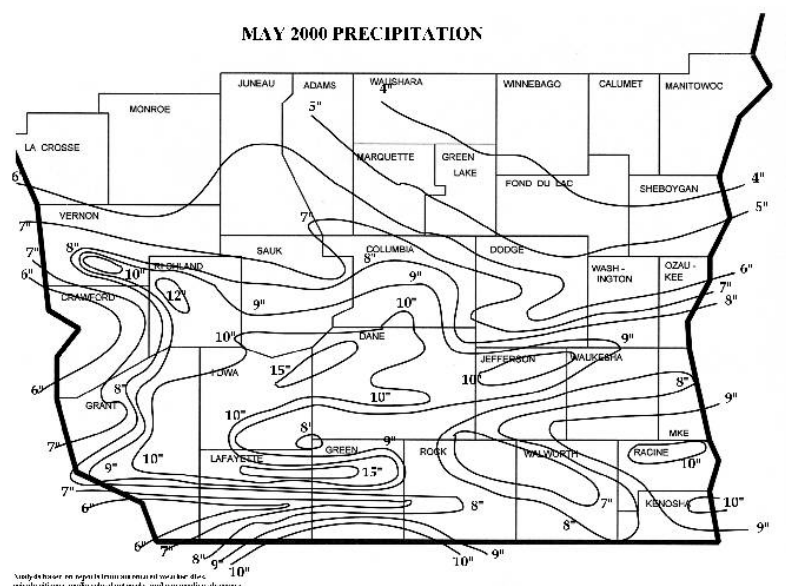 MAY 2000 PRECIPITATION
JUNEAU
ADAMS
WAUSHARA
WINNEBAGO
CALUMET
MANITOWOC
4"
MONROE
5"
LA CROSSE
MARQUETTE
GREEN
LAKE
6"
FOND DU LAC
SHEBOYGAN
4"
VERNON
7"
7"
5"
8"
SAUK
COLUMBIA
DODGE
7"
8"
RICHLAND
10"
WASH -
INGTON
OZAU -
KEE
6"
6"
9"
7"
CRAWFORD
12"
9"
10"
8"
10"
DANE
9"
JEFFERSON
WAUKESHA
15"
IOWA
10"
8"
6"
8"
10"
9"
GRANT
10"
8"
9"
MKE
7"
GREEN
ROCK
WALWORTH
RACINE
9"
10"
LAFAYETTE
15"
10"
7"
8"
7"
KENOSHA
10"
6"
8"
9"
7"
8"
9"
10"
10"
9"